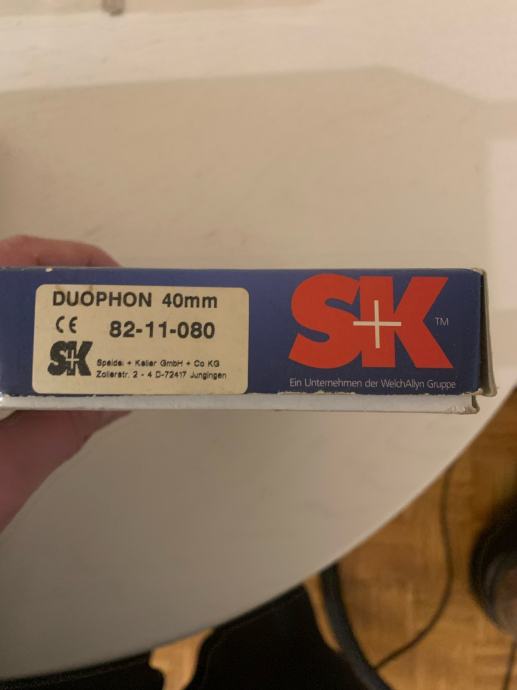 DUOPHON 40mm
CE 82-11-080
S+K
Speidel + Keller GmbH + Co KG
Zollerstr. 2 - 4 D-72417 Jungingen
S+K TM
Ein Unternehmen der WelchAllyn Gruppe